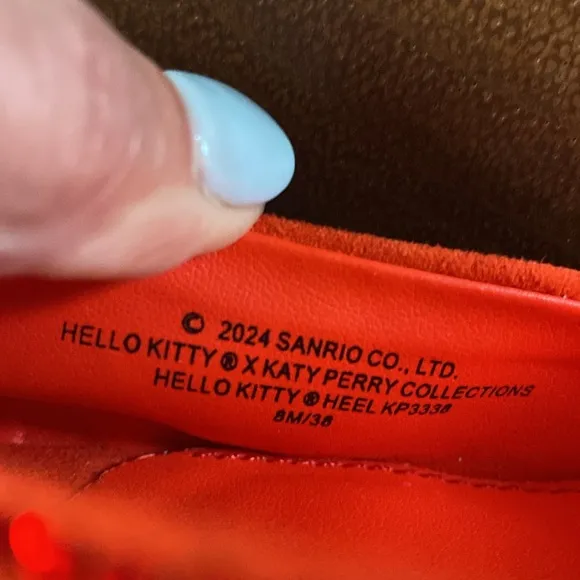 © 2024 SANRIO CO., LTD.
HELLO KITTY® X KATY PERRY COLLECTIONS
HELLO KITTY® HEEL KP3338
8M/38